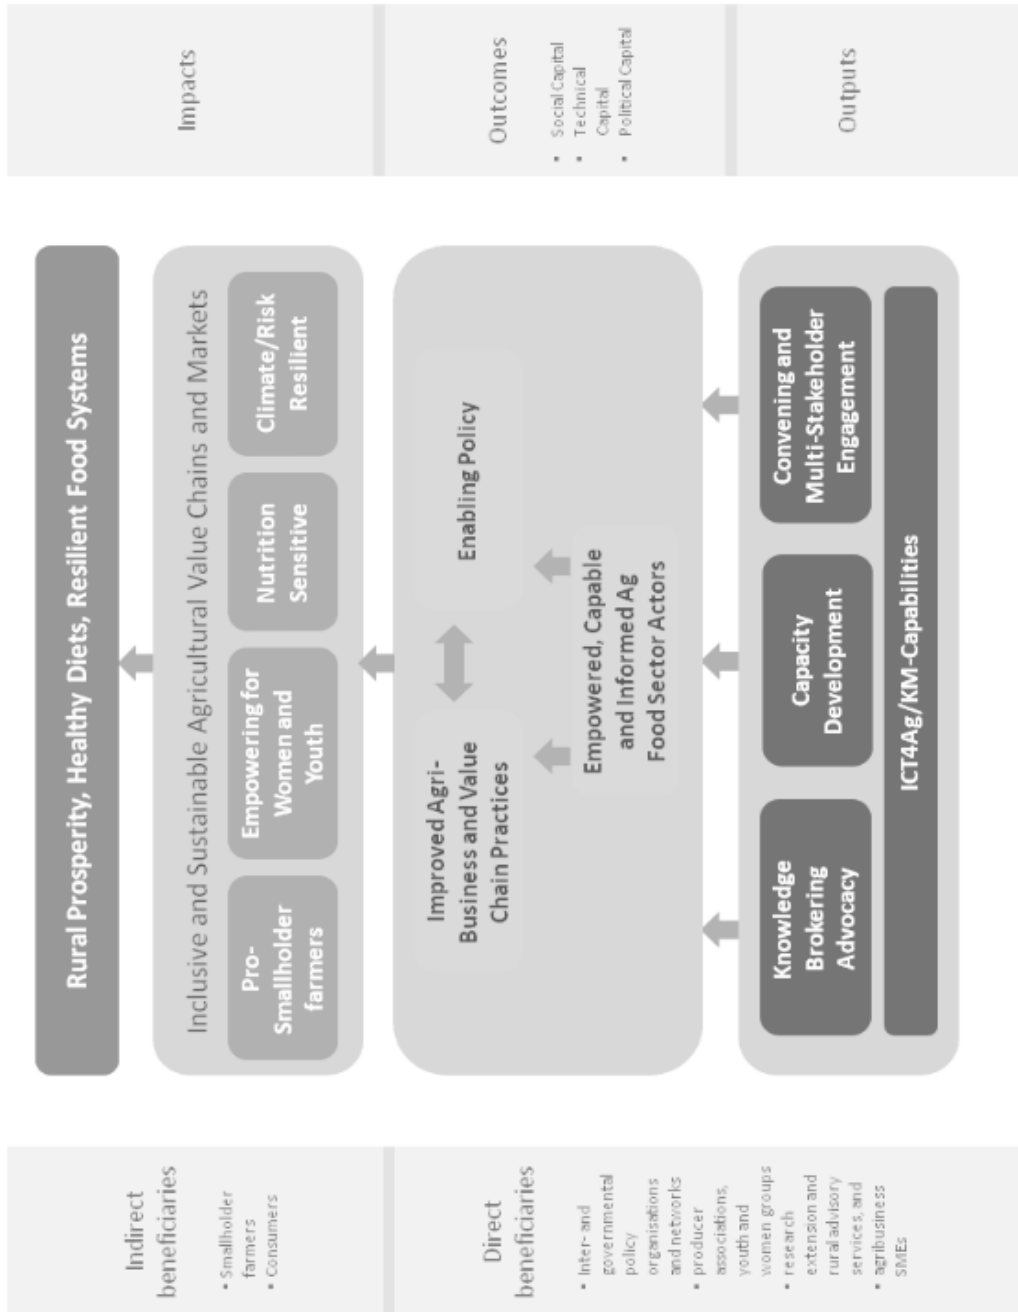 Indirect
beneficiaries
▪ Smallholder
farmers
▪ Consumers
Direct
beneficiaries
▪ Inter- and
governmental
policy
organisations
and networks
▪ producer
associations,
youth and
women groups
▪ research
extension and
rural advisory
services, and
▪ agribusiness
SMEs
Rural Prosperity, Healthy Diets, Resilient Food Systems
Inclusive and Sustainable Agricultural Value Chains and Markets
Pro-
Smallholder
farmers
Empowering for
Women and
Youth
Nutrition
Sensitive
Climate/Risk
Resilient
Improved Agri-
Business and Value
Chain Practices
Enabling Policy
Empowered, Capable
and Informed Ag
Food Sector Actors
Knowledge
Brokering
Advocacy
Capacity
Development
Convening and
Multi-Stakeholder
Engagement
ICT4Ag/KM-Capabilities
Impacts
Outcomes
▪ Social Capital
▪ Technical
Capital
▪ Political Capital
Outputs